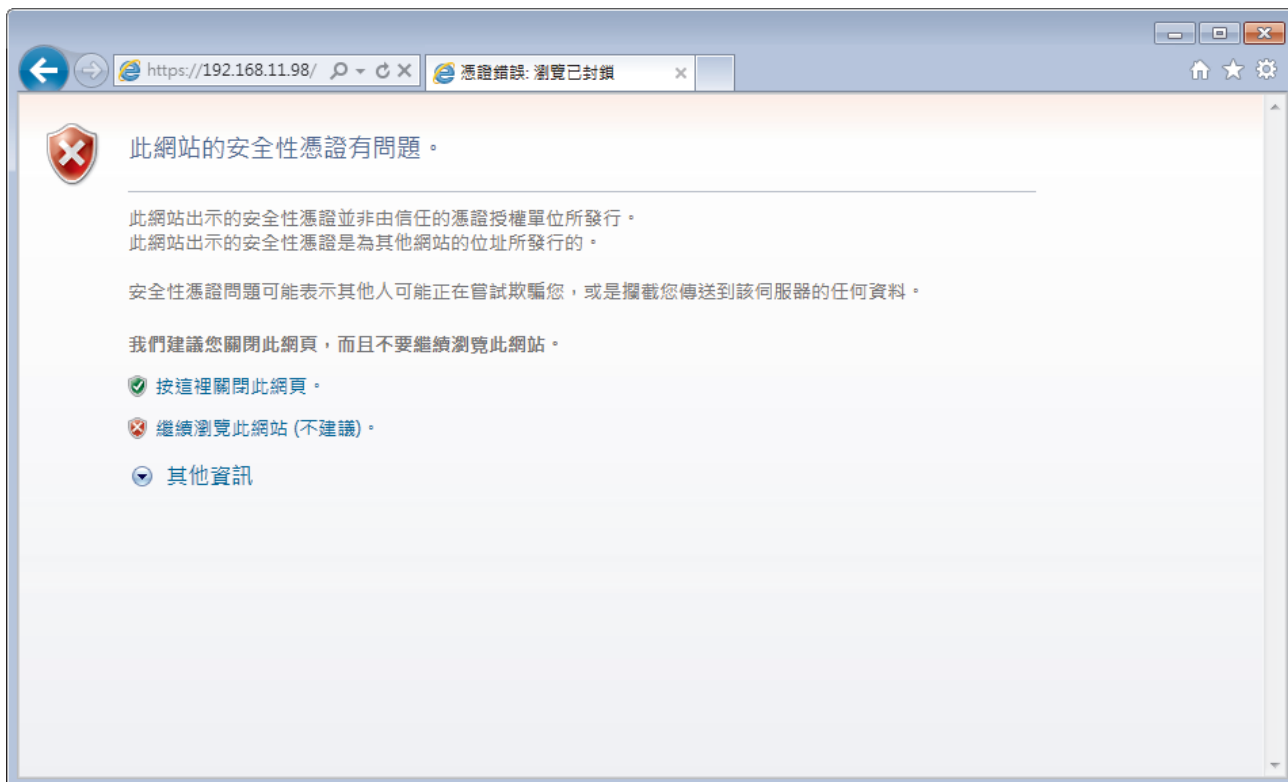 https://192.168.11.98/
憑證錯誤: 瀏覽已封鎖
此網站的安全性憑證有問題。
此網站出示的安全性憑證並非由信任的憑證授權單位所發行。
此網站出示的安全性憑證是為其他網站的位址所發行的。
安全性憑證問題可能表示其他人可能正在嘗試欺騙您，或是攔截您傳送到該伺服器的任何資料。
我們建議您關閉此網頁，而且不要繼續瀏覽此網站。
按這裡關閉此網頁。
繼續瀏覽此網站 (不建議)。
其他資訊